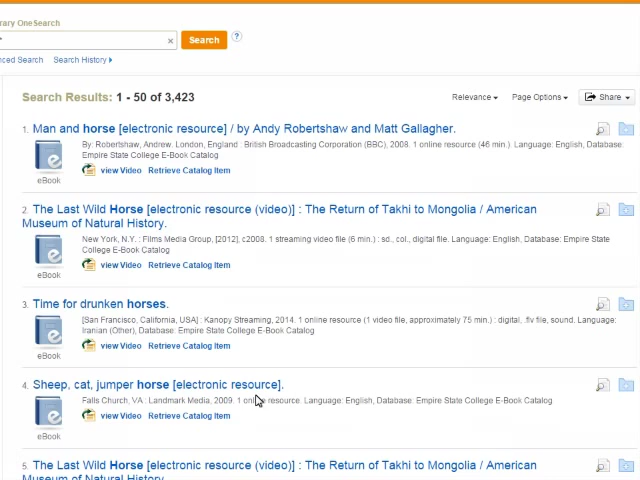 rary OneSearch
Search
?
nced Search Search History
Search Results: 1 - 50 of 3,423
Relevance Page Options Share
1. Man and horse [electronic resource] / by Andy Robertshaw and Matt Gallagher.
By: Robertshaw, Andrew. London, England : British Broadcasting Corporation (BBC), 2008. 1 online resource (46 min.). Language: English, Database:
Empire State College E-Book Catalog
eBook
view Video Retrieve Catalog Item
2. The Last Wild Horse [electronic resource (video)] : The Return of Takhi to Mongolia / American
Museum of Natural History.
New York, N.Y. : Films Media Group, [2012], c2008. 1 streaming video file (6 min.) : sd., col., digital file. Language: English, Database: Empire State
College E-Book Catalog
eBook
view Video Retrieve Catalog Item
3. Time for drunken horses.
[San Francisco, California, USA] : Kanopy Streaming, 2014. 1 online resource (1 video file, approximately 75 min.) : digital, .flv file, sound. Language:
Iranian (Other), Database: Empire State College E-Book Catalog
eBook
view Video Retrieve Catalog Item
4. Sheep, cat, jumper horse [electronic resource].
Falls Church, VA : Landmark Media, 2009. 1 online resource. Language: English, Database: Empire State College E-Book Catalog
eBook
view Video Retrieve Catalog Item
5. The Last Wild Horse [electronic resource (video)] : The Return of Takhi to Mongolia / American
Museum of Natural History.